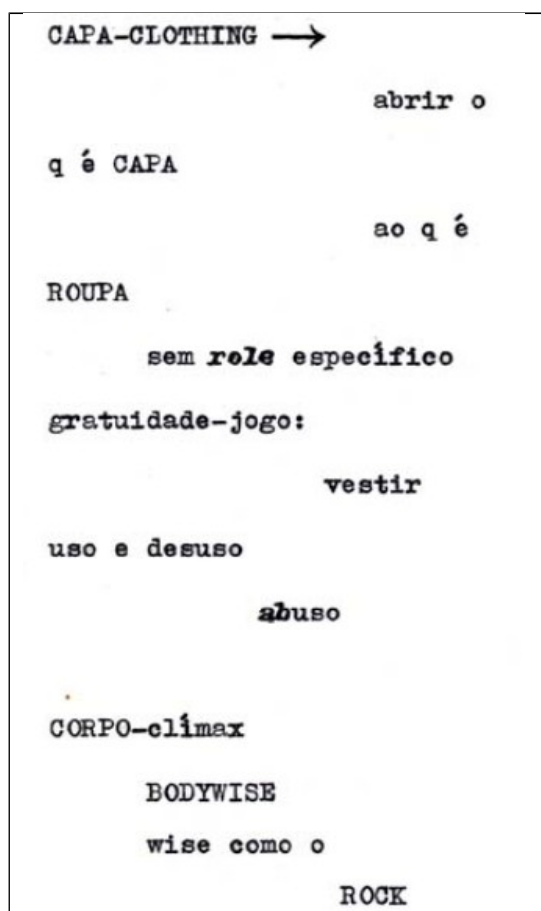 CAPA-CLOTHING →
abrir o
q é CAPA
ao q é
ROUPA
sem role específico
gratuidade-jogo:
vestir
uso e desuso
abuso
CORPO-clímax
BODYWISE
wise como o
ROCK